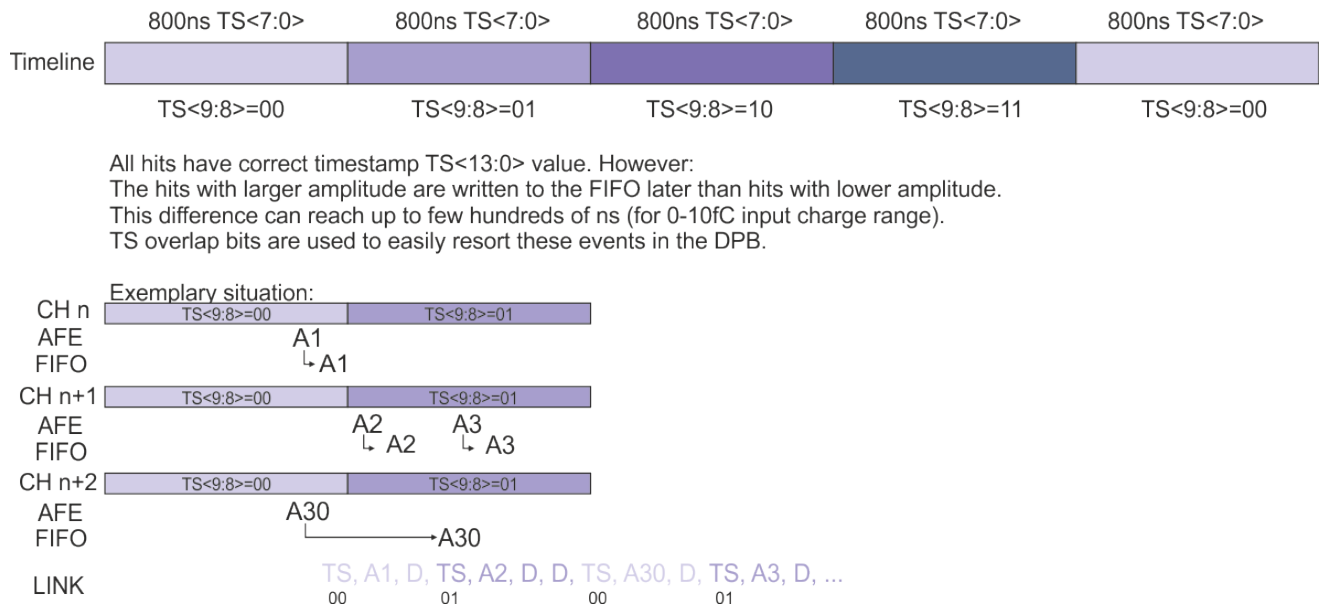 800ns TS<7:0> 800ns TS<7:0> 800ns TS<7:0> 800ns TS<7:0> 800ns TS<7:0>
Timeline
TS<9:8>=00 TS<9:8>=01 TS<9:8>=10 TS<9:8>=11 TS<9:8>=00
All hits have correct timestamp TS<13:0> value. However:
The hits with larger amplitude are written to the FIFO later than hits with lower amplitude.
This difference can reach up to few hundreds of ns (for 0-10fC input charge range).
TS overlap bits are used to easily resort these events in the DPB.
Exemplary situation:
CH n TS<9:8>=00 TS<9:8>=01
AFE A1
FIFO A1
CH n+1 TS<9:8>=00 TS<9:8>=01
AFE A2 A3
FIFO A2 A3
CH n+2 TS<9:8>=00 TS<9:8>=01
AFE A30
FIFO A30
LINK TS, A1, D, TS, A2, D, D, TS, A30, D, TS, A3, D, ...
00 01 00 01